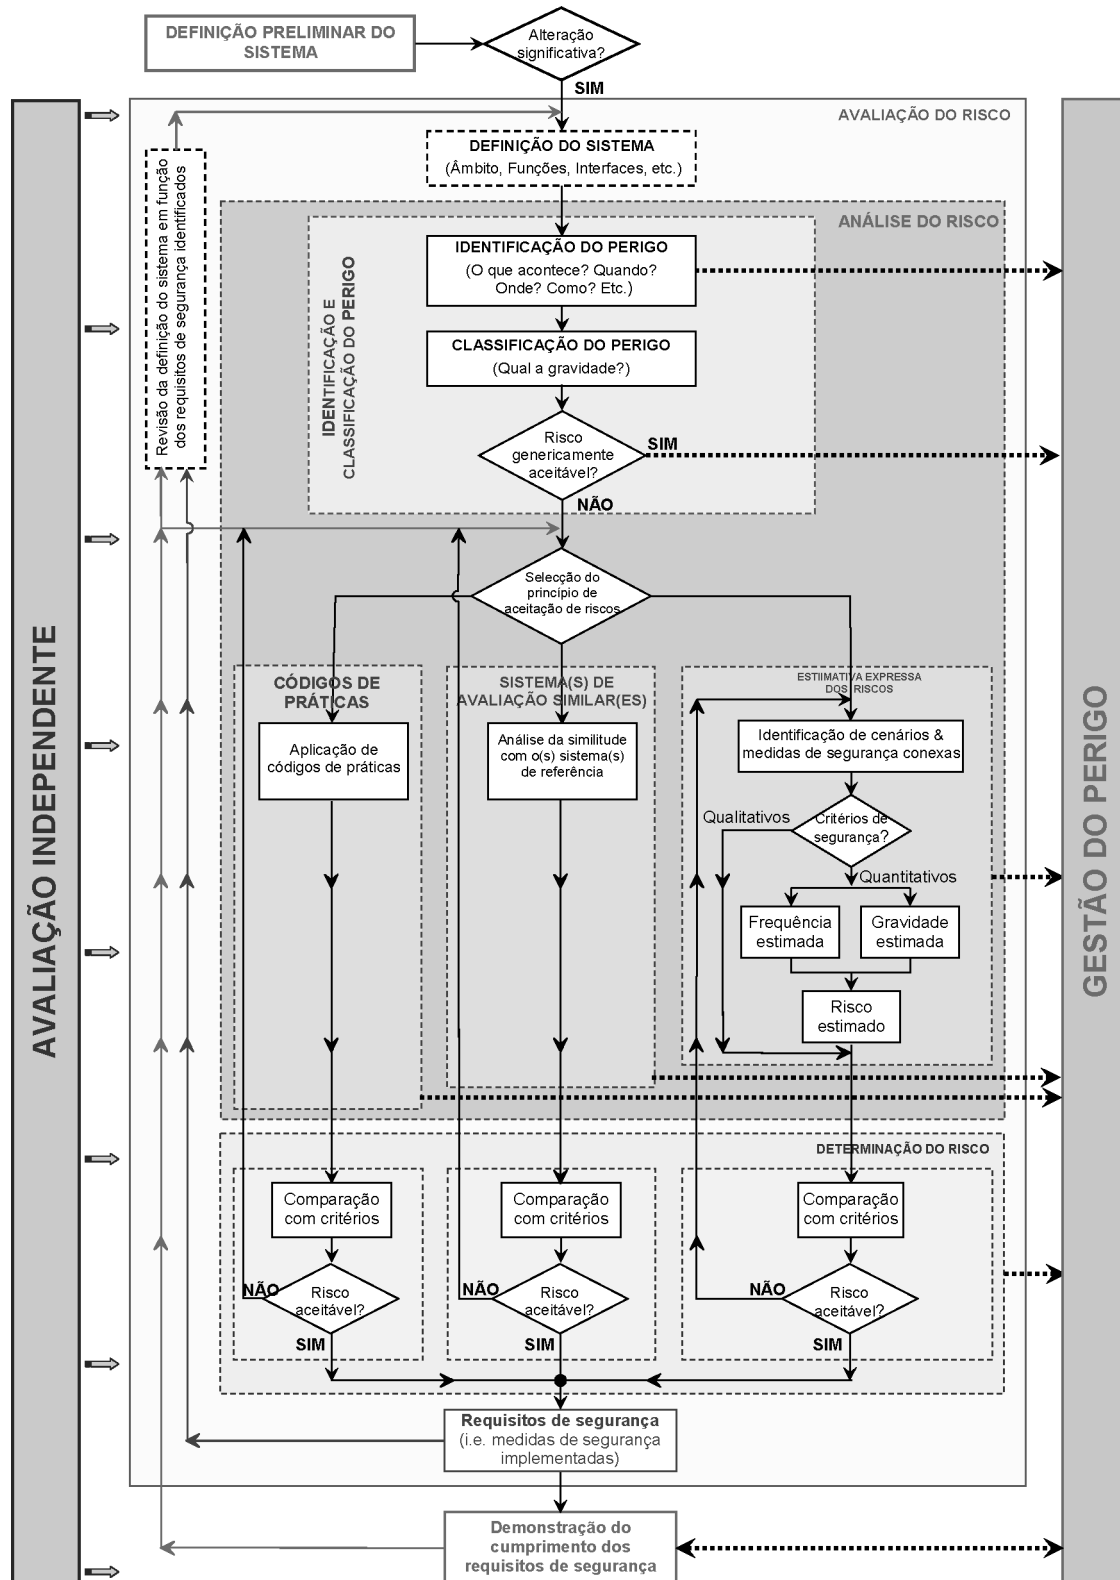 DEFINIÇÃO PRELIMINAR DO
SISTEMA
Alteração
significativa?
SIM
AVALIAÇÃO DO RISCO
DEFINIÇÃO DO SISTEMA
(Âmbito, Funções, Interfaces, etc.)
Revisão da definição do sistema em função
dos requisitos de segurança identificados
ANÁLISE DO RISCO
IDENTIFICAÇÃO E
CLASSIFICAÇÃO DO PERIGO
IDENTIFICAÇÃO DO PERIGO
(O que acontece? Quando?
Onde? Como? Etc.)
CLASSIFICAÇÃO DO PERIGO
(Qual a gravidade?)
Risco
genericamente
aceitável?
SIM
NÃO
Selecção do
princípio de
aceitação de riscos
AVALIAÇÃO INDEPENDENTE
GESTÃO DO PERIGO
CÓDIGOS DE
PRÁTICAS
Aplicação de
códigos de práticas
SISTEMA(S) DE
AVALIAÇÃO SIMILAR(ES)
Análise da similitude
com o(s) sistema(s)
de referência
ESTIIMATIVA EXPRESSA
DOS RISCOS
Identificação de cenários &
medidas de segurança conexas
Qualitativos
Critérios de
segurança?
Quantitativos
Frequência
estimada
Gravidade
estimada
Risco
estimado
DETERMINAÇÃO DO RISCO
Comparação
com critérios
NÃO
Risco
aceitável?
SIM
Comparação
com critérios
NÃO
Risco
aceitável?
SIM
Comparação
com critérios
NÃO
Risco
aceitável?
SIM
Requisitos de segurança
(i.e. medidas de segurança
implementadas)
Demonstração do
cumprimento dos
requisitos de segurança